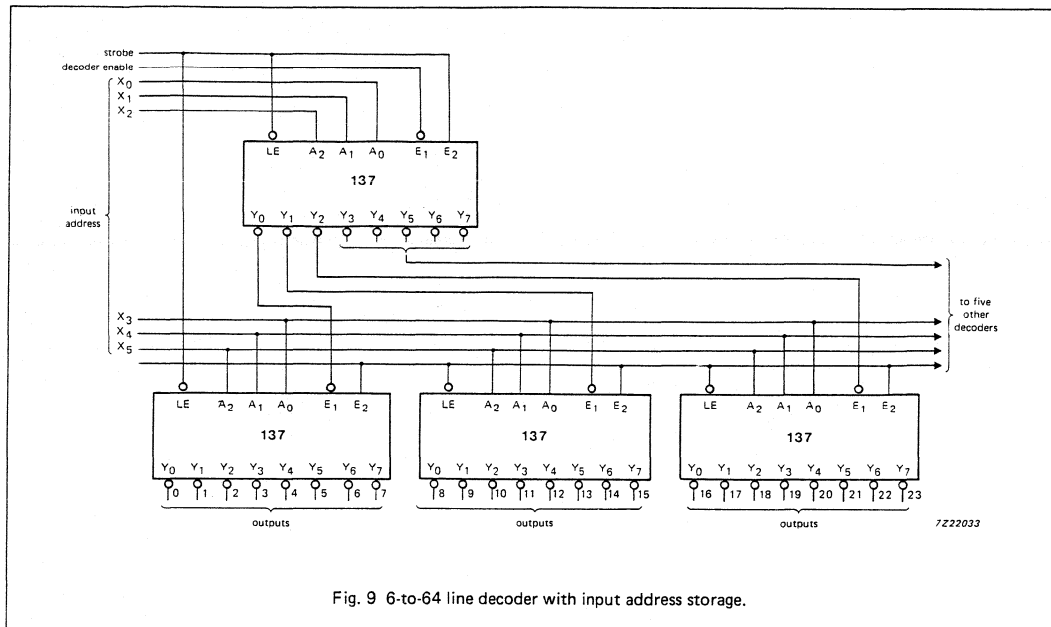 strobe
decoder enable
X0
X1
X2
LE A2 A1 A0 E1 E2
137
Y0 Y1 Y2 Y3 Y4 Y5 Y6 Y7
input
address
X3
X4
X5
to five
other
decoders
LE A2 A1 A0 E1 E2
137
Y0 Y1 Y2 Y3 Y4 Y5 Y6 Y7
0 1 2 3 4 5 6 7
outputs
LE A2 A1 A0 E1 E2
137
Y0 Y1 Y2 Y3 Y4 Y5 Y6 Y7
8 9 10 11 12 13 14 15
outputs
LE A2 A1 A0 E1 E2
137
Y0 Y1 Y2 Y3 Y4 Y5 Y6 Y7
16 17 18 19 20 21 22 23
outputs
7Z22033
Fig. 9 6-to-64 line decoder with input address storage.